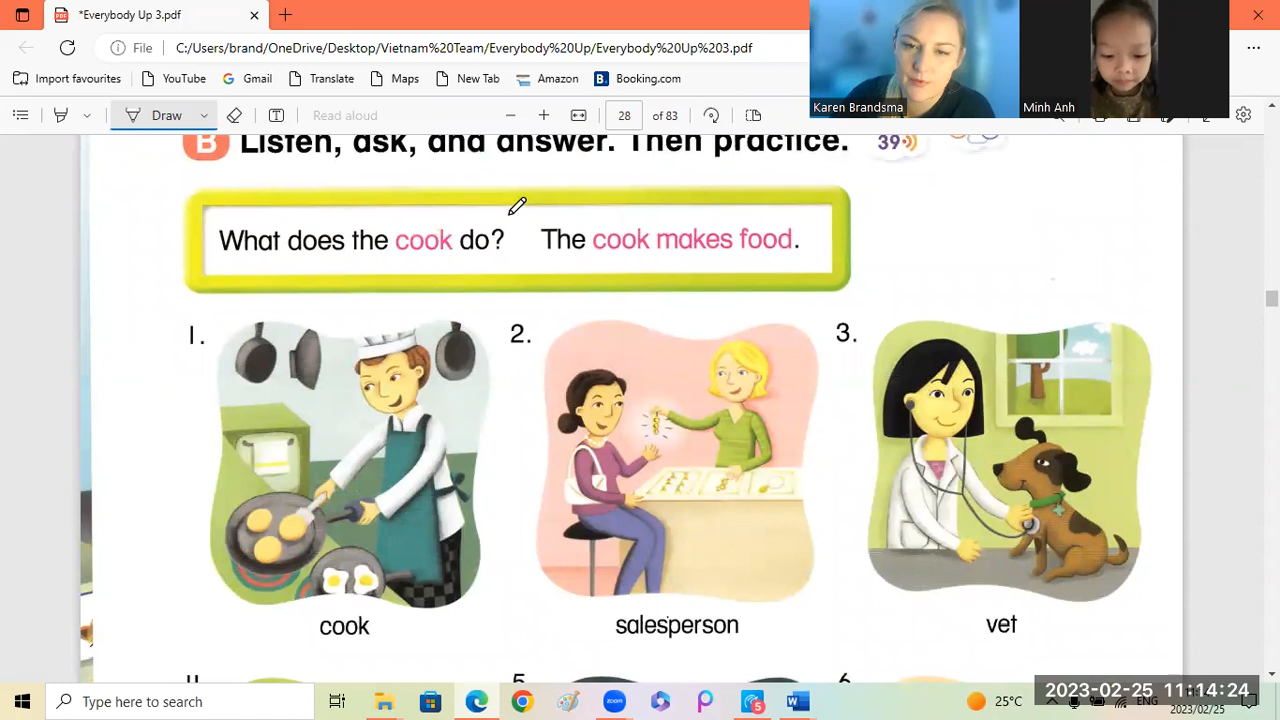 *Everybody Up 3.pdf
File
C:/Users/brand/OneDrive/Desktop/Vietnam%20Team/Everybody%20Up/Everybody%20Up%203.pdf
Import favourites
YouTube
Gmail
Translate
Maps
New Tab
Amazon
Booking.com
Karen Brandsma
Minh Anh
Draw
Read aloud
28 of 83
B Listen, ask, and answer. Then practice. 39
What does the cook do? The cook makes food.
1. 2. 3.
cook salesperson vet
Type here to search
25°C
2023-02-25 11:14:24
ENG
2023/02/25